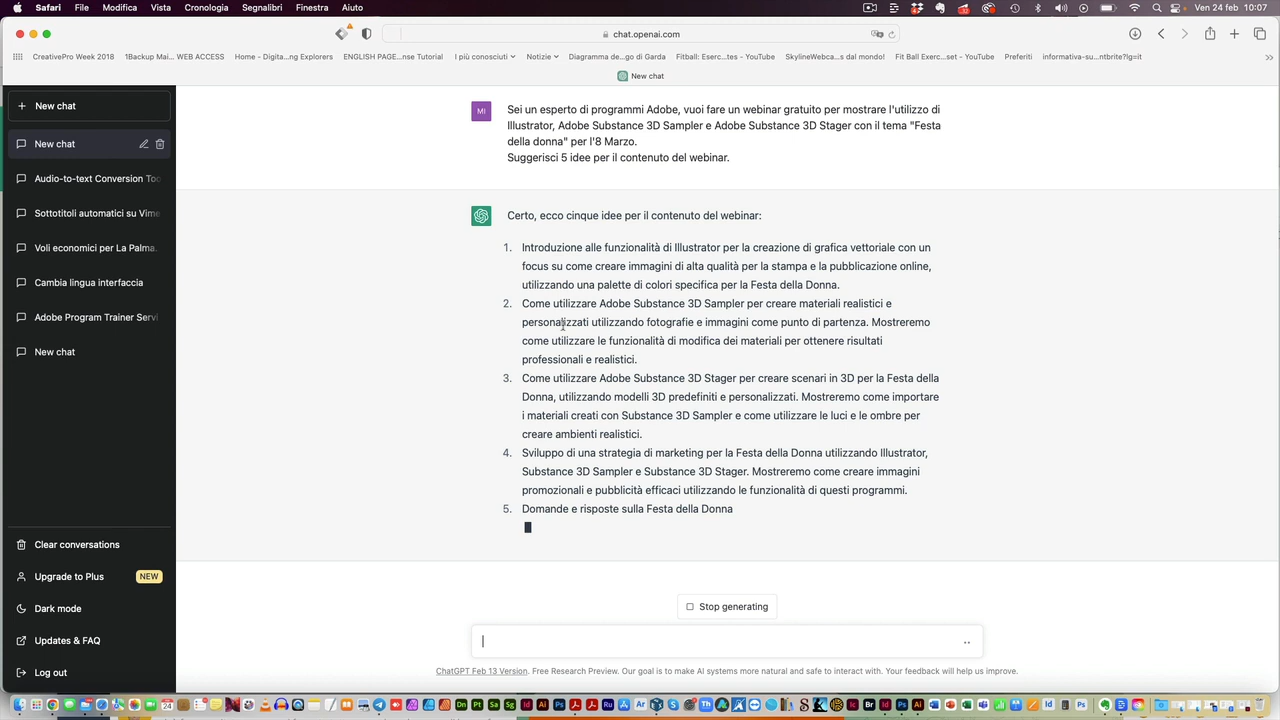 Safari File Modifica Vista Cronologia Segnalibri Finestra Aiuto
Ven 24 feb 10:07
chat.openai.com
CreativePro Week 2018 1Backup Mai... WEB ACCESS Home - Digita...ng Explorers ENGLISH PAGE...nse Tutorial I più conosciuti Notizie Diagramma de...go di Garda Fitball: Eserc...tes - YouTube SkylineWebca...s dal mondo! Fit Ball Exerc...set - YouTube Preferiti informativa-su...ntbrite?lg=it
New chat
New chat
New chat
Audio-to-text Conversion Too
Sottotitoli automatici su Vime
Voli economici per La Palma.
Cambia lingua interfaccia
Adobe Program Trainer Servi
New chat
Clear conversations
Upgrade to Plus NEW
Dark mode
Updates & FAQ
Log out
MI
Sei un esperto di programmi Adobe, vuoi fare un webinar gratuito per mostrare l'utilizzo di
Illustrator, Adobe Substance 3D Sampler e Adobe Substance 3D Stager con il tema "Festa
della donna" per l'8 Marzo.
Suggerisci 5 idee per il contenuto del webinar.
Certo, ecco cinque idee per il contenuto del webinar:
1. Introduzione alle funzionalità di Illustrator per la creazione di grafica vettoriale con un
focus su come creare immagini di alta qualità per la stampa e la pubblicazione online,
utilizzando una palette di colori specifica per la Festa della Donna.
2. Come utilizzare Adobe Substance 3D Sampler per creare materiali realistici e
personalizzati utilizzando fotografie e immagini come punto di partenza. Mostreremo
come utilizzare le funzionalità di modifica dei materiali per ottenere risultati
professionali e realistici.
3. Come utilizzare Adobe Substance 3D Stager per creare scenari in 3D per la Festa della
Donna, utilizzando modelli 3D predefiniti e personalizzati. Mostreremo come importare
i materiali creati con Substance 3D Sampler e come utilizzare le luci e le ombre per
creare ambienti realistici.
4. Sviluppo di una strategia di marketing per la Festa della Donna utilizzando Illustrator,
Substance 3D Sampler e Substance 3D Stager. Mostreremo come creare immagini
promozionali e pubblicità efficaci utilizzando le funzionalità di questi programmi.
5. Domande e risposte sulla Festa della Donna
Stop generating
ChatGPT Feb 13 Version. Free Research Preview. Our goal is to make AI systems more natural and safe to interact with. Your feedback will help us improve.